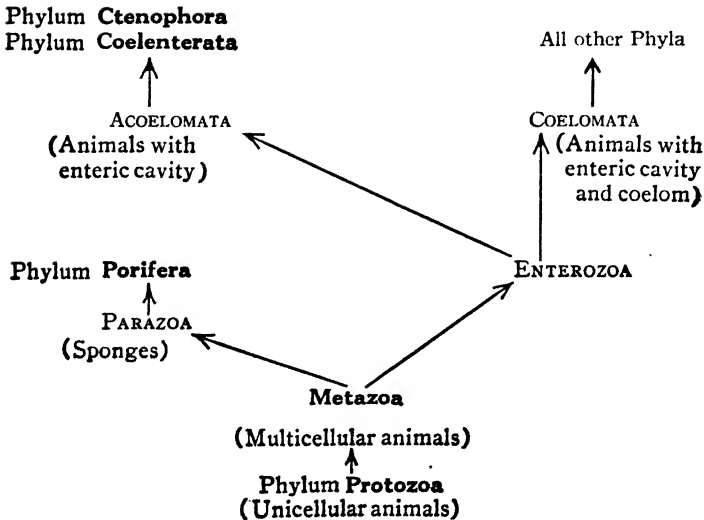 Phylum Ctenophora
Phylum Coelenterata
All other Phyla
ACOELOMATA
(Animals with
enteric cavity)
COELOMATA
(Animals with
enteric cavity
and coelom)
Phylum Porifera
ENTEROZOA
PARAZOA
(Sponges)
Metazoa
(Multicellular animals)
Phylum Protozoa
(Unicellular animals)